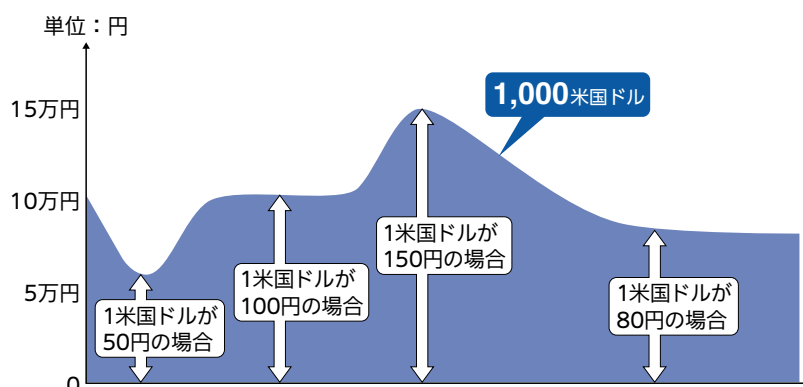 単位：円
15万円
10万円
5万円
0
1,000米国ドル
1米国ドルが
50円の場合
1米国ドルが
100円の場合
1米国ドルが
150円の場合
1米国ドルが
80円の場合